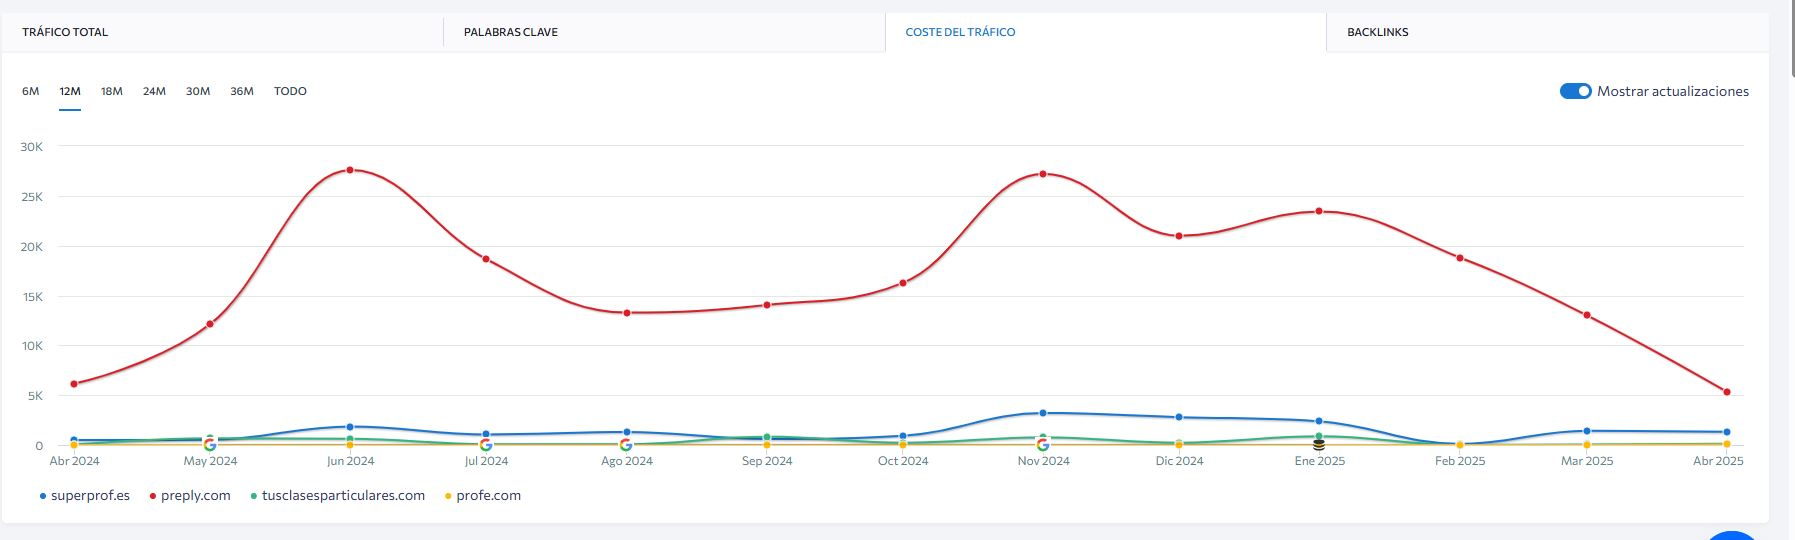 TRÁFICO TOTAL PALABRAS CLAVE COSTE DEL TRÁFICO BACKLINKS
6M 12M 18M 24M 30M 36M TODO Mostrar actualizaciones
30K
25K
20K
15K
10K
5K
0
Abr 2024 May 2024 Jun 2024 Jul 2024 Ago 2024 Sep 2024 Oct 2024 Nov 2024 Dic 2024 Ene 2025 Feb 2025 Mar 2025 Abr 2025
superprof.es preply.com tusclasesparticulares.com profe.com